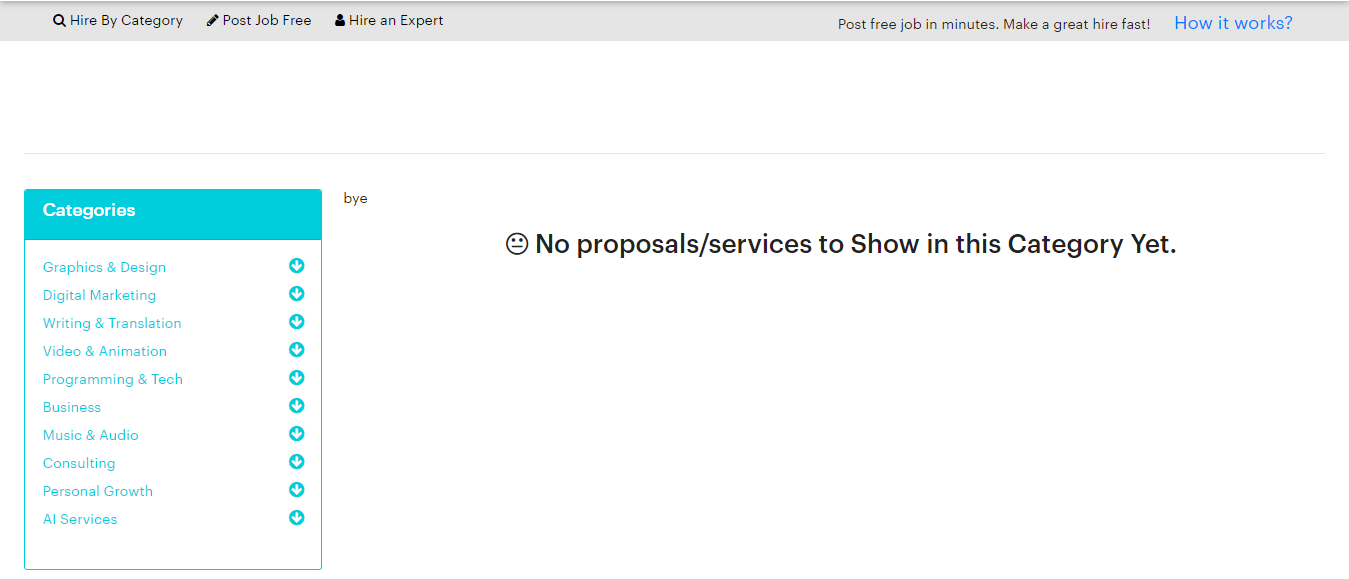 Hire By Category Post Job Free Hire an Expert Post free job in minutes. Make a great hire fast! How it works?
Categories
Graphics & Design
Digital Marketing
Writing & Translation
Video & Animation
Programming & Tech
Business
Music & Audio
Consulting
Personal Growth
AI Services
bye
No proposals/services to Show in this Category Yet.